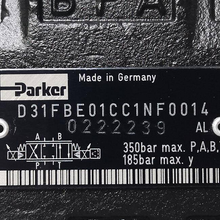 Made in Germany
Parker
D31FBE01CC1NF0014
0222239 AL
A B
P T
350bar max. P,A,B,
185bar max. y